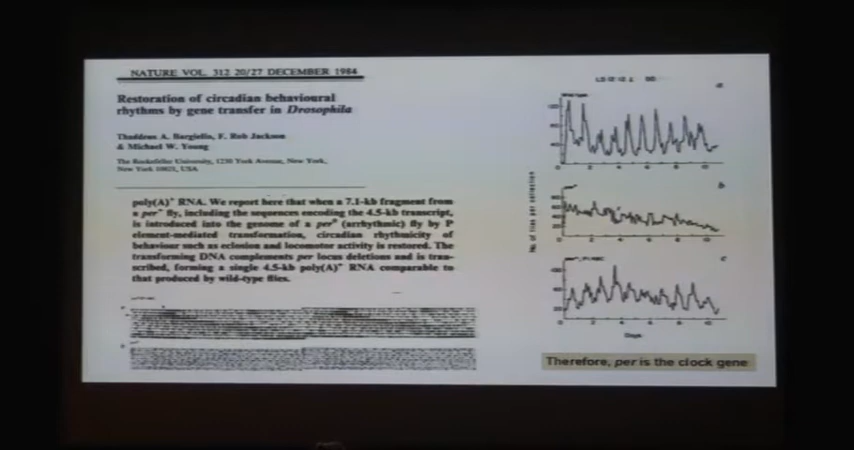 NATURE VOL. 312 20/27 DECEMBER 1984
Restoration of circadian behavioural
rhythms by gene transfer in Drosophila
Thaddeus A. Bargiello, F. Rob Jackson
& Michael W. Young
The Rockefeller University, 1230 York Avenue, New York,
New York 10021, USA
poly(A)+ RNA. We report here that when a 7.1-kb fragment from
a per+ fly, including the sequences encoding the 4.5-kb transcript,
is introduced into the genome of a per0 (arrhythmic) fly by P
element-mediated transformation, circadian rhythmicity of
behaviour such as eclosion and locomotor activity is restored. The
transforming DNA complements per locus deletions and is tran-
scribed, forming a single 4.5-kb poly(A)+ RNA comparable to
that produced by wild-type flies.
a
b
c
No. of flies per collection
Days
Therefore, per is the clock gene